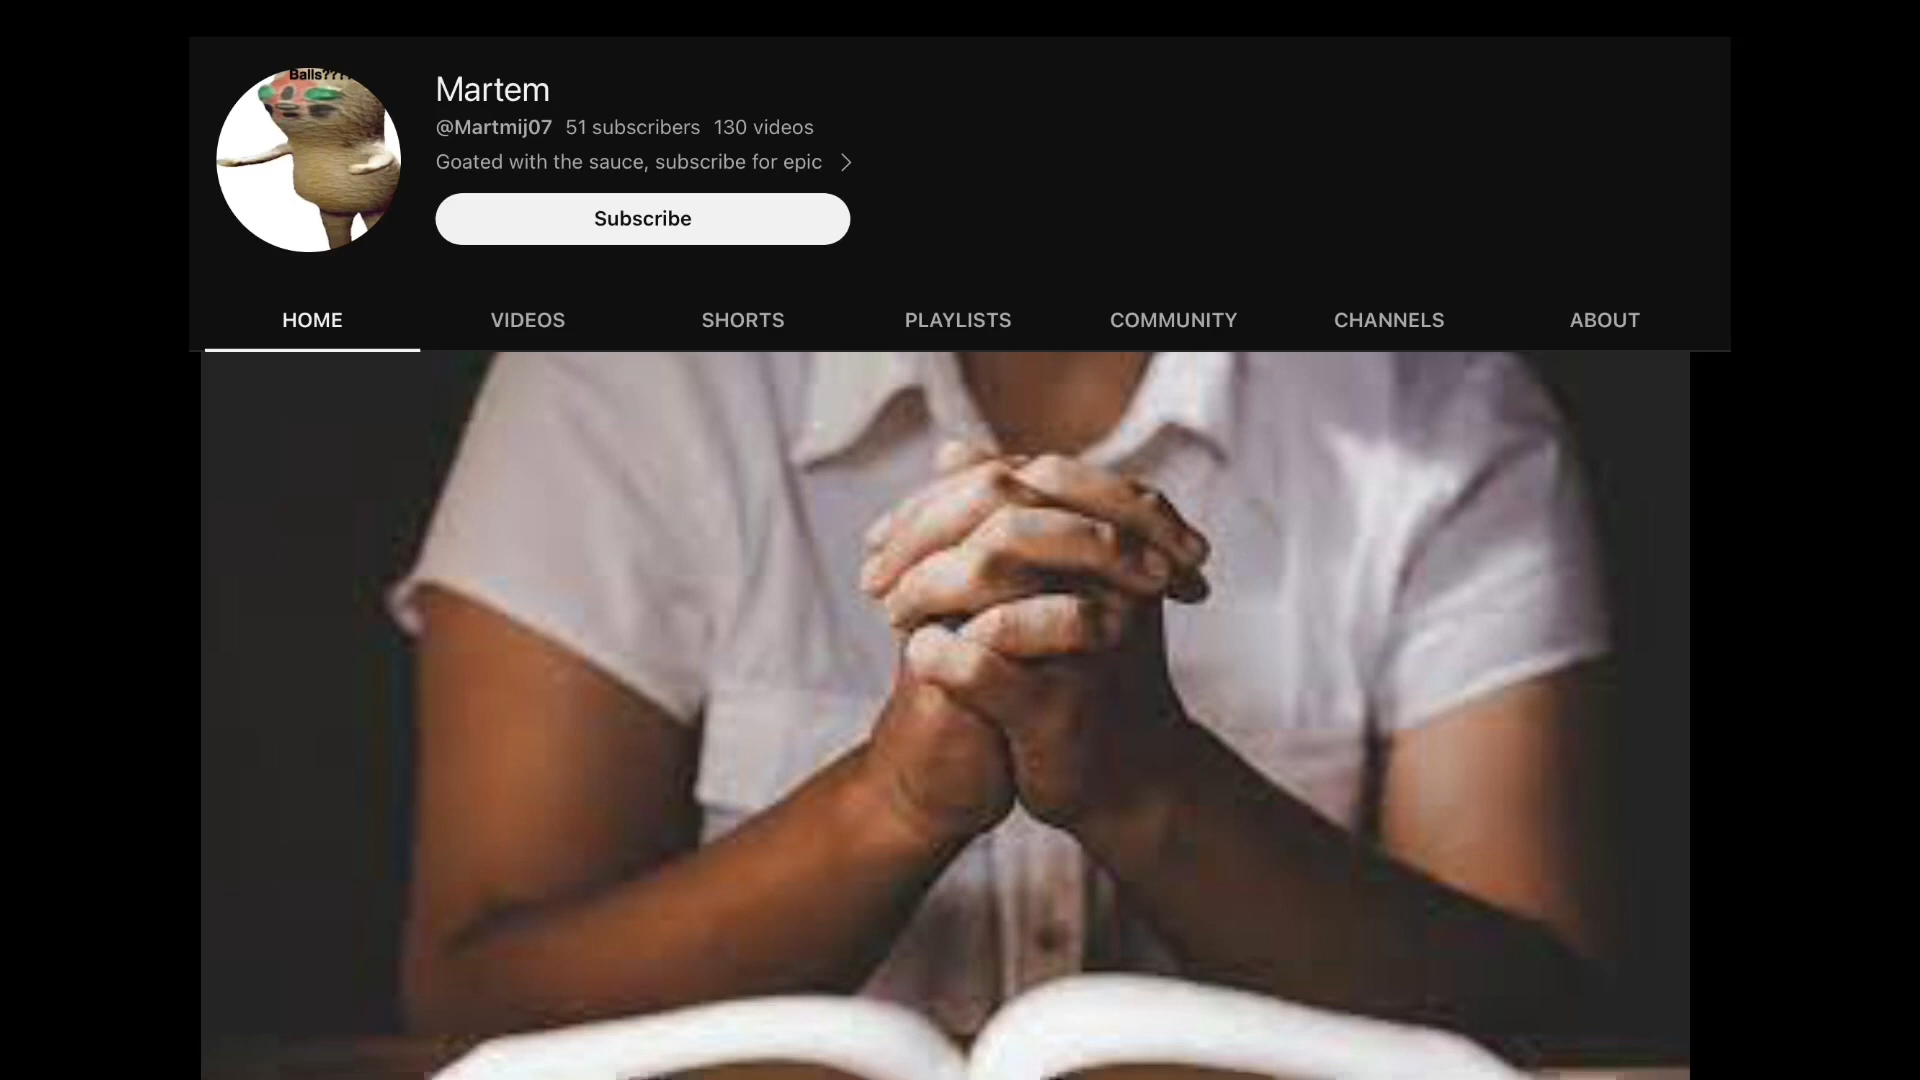 Balls????
Martem
@Martmij07 51 subscribers 130 videos
Goated with the sauce, subscribe for epic
Subscribe
HOME VIDEOS SHORTS PLAYLISTS COMMUNITY CHANNELS ABOUT